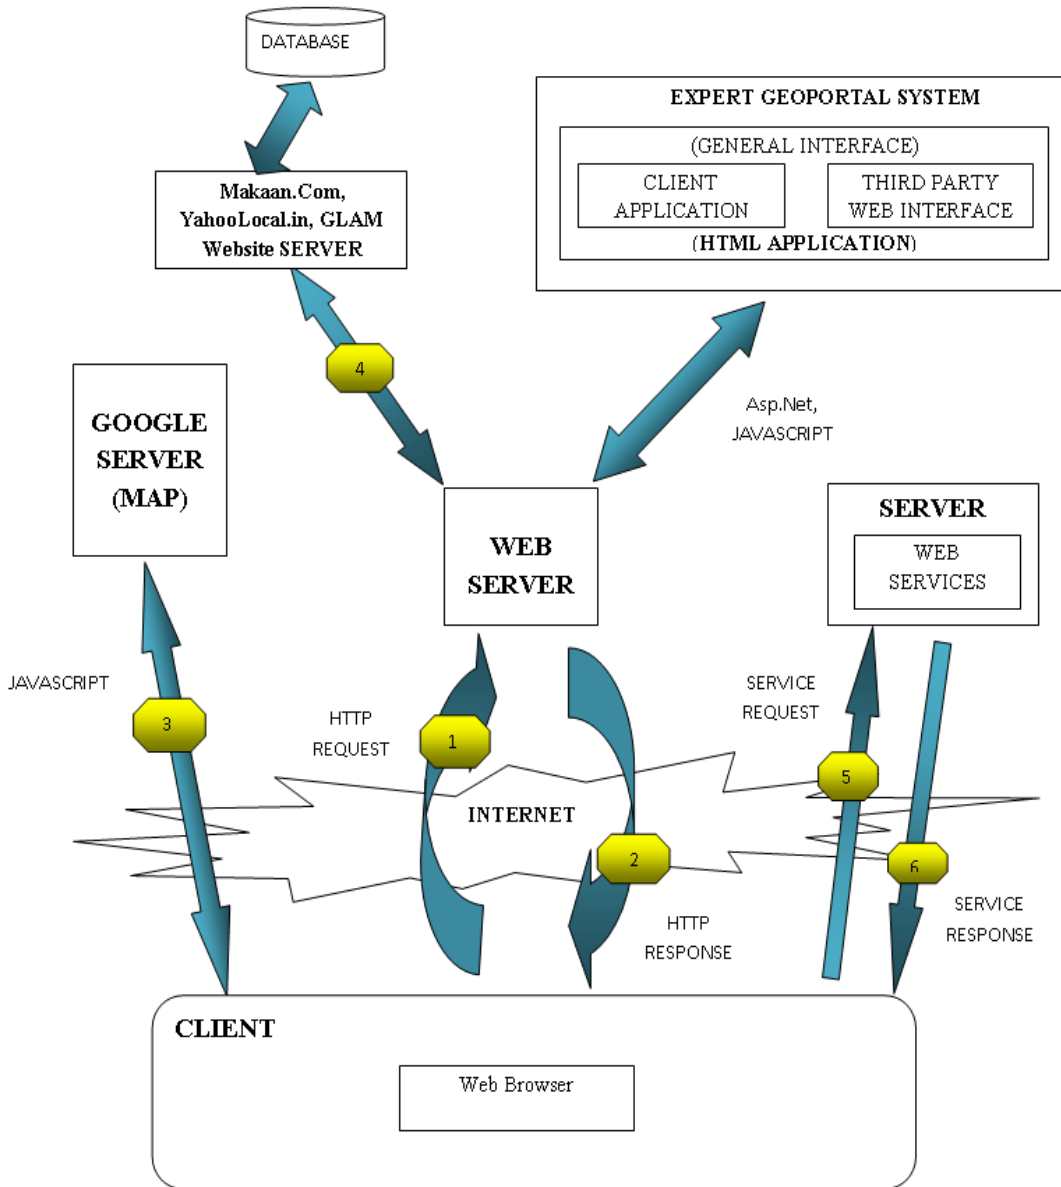 DATABASE
EXPERT GEOPORTAL SYSTEM
(GENERAL INTERFACE)
CLIENT
APPLICATION
THIRD PARTY
WEB INTERFACE
(HTML APPLICATION)
Makaan.Com,
YahooLocal.in, GLAM
Website SERVER
4
Asp.Net,
JAVASCRIPT
GOOGLE
SERVER
(MAP)
WEB
SERVER
SERVER
WEB
SERVICES
JAVASCRIPT
3
HTTP
REQUEST
1
SERVICE
REQUEST
5
INTERNET
2
6
HTTP
RESPONSE
SERVICE
RESPONSE
CLIENT
Web Browser